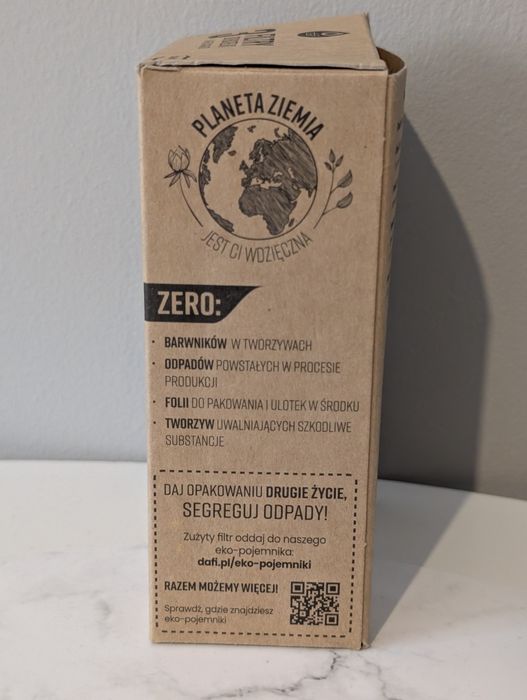 PLANETA ZIEMIA
JEST CI WDZIĘCZNA
ZERO:
• BARWNIKÓW W TWORZYWACH
• ODPADÓW POWSTAŁYCH W PROCESIE
PRODUKCJI
• FOLII DO PAKOWANIA I ULOTEK W ŚRODKU
• TWORZYW UWALNIAJĄCYCH SZKODLIWE
SUBSTANCJE
DAJ OPAKOWANIU DRUGIE ŻYCIE,
SEGREGUJ ODPADY!
Zużyty filtr oddaj do naszego
eko-pojemnika:
dafi.pl/eko-pojemniki
RAZEM MOŻEMY WIĘCEJ!
Sprawdź, gdzie znajdziesz
eko-pojemniki